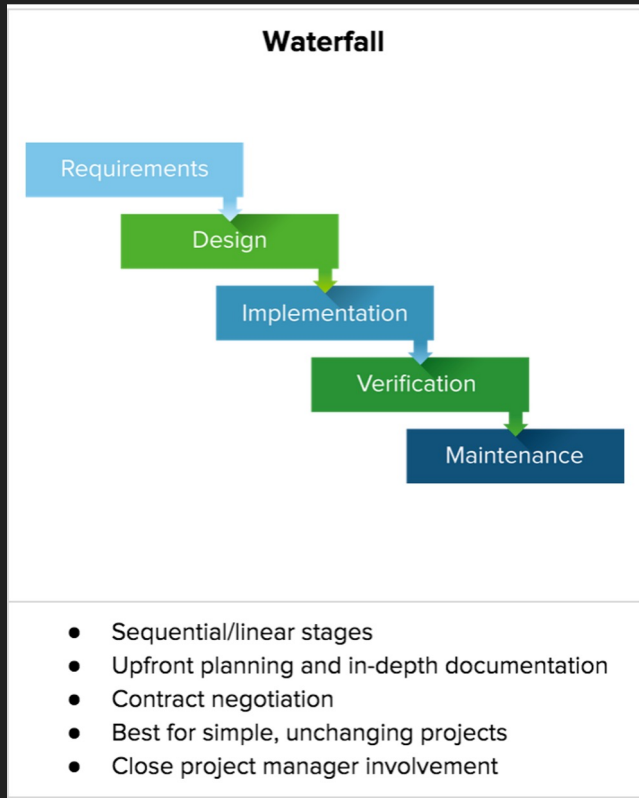 Waterfall
Requirements
Design
Implementation
Verification
Maintenance
● Sequential/linear stages
● Upfront planning and in-depth documentation
● Contract negotiation
● Best for simple, unchanging projects
● Close project manager involvement